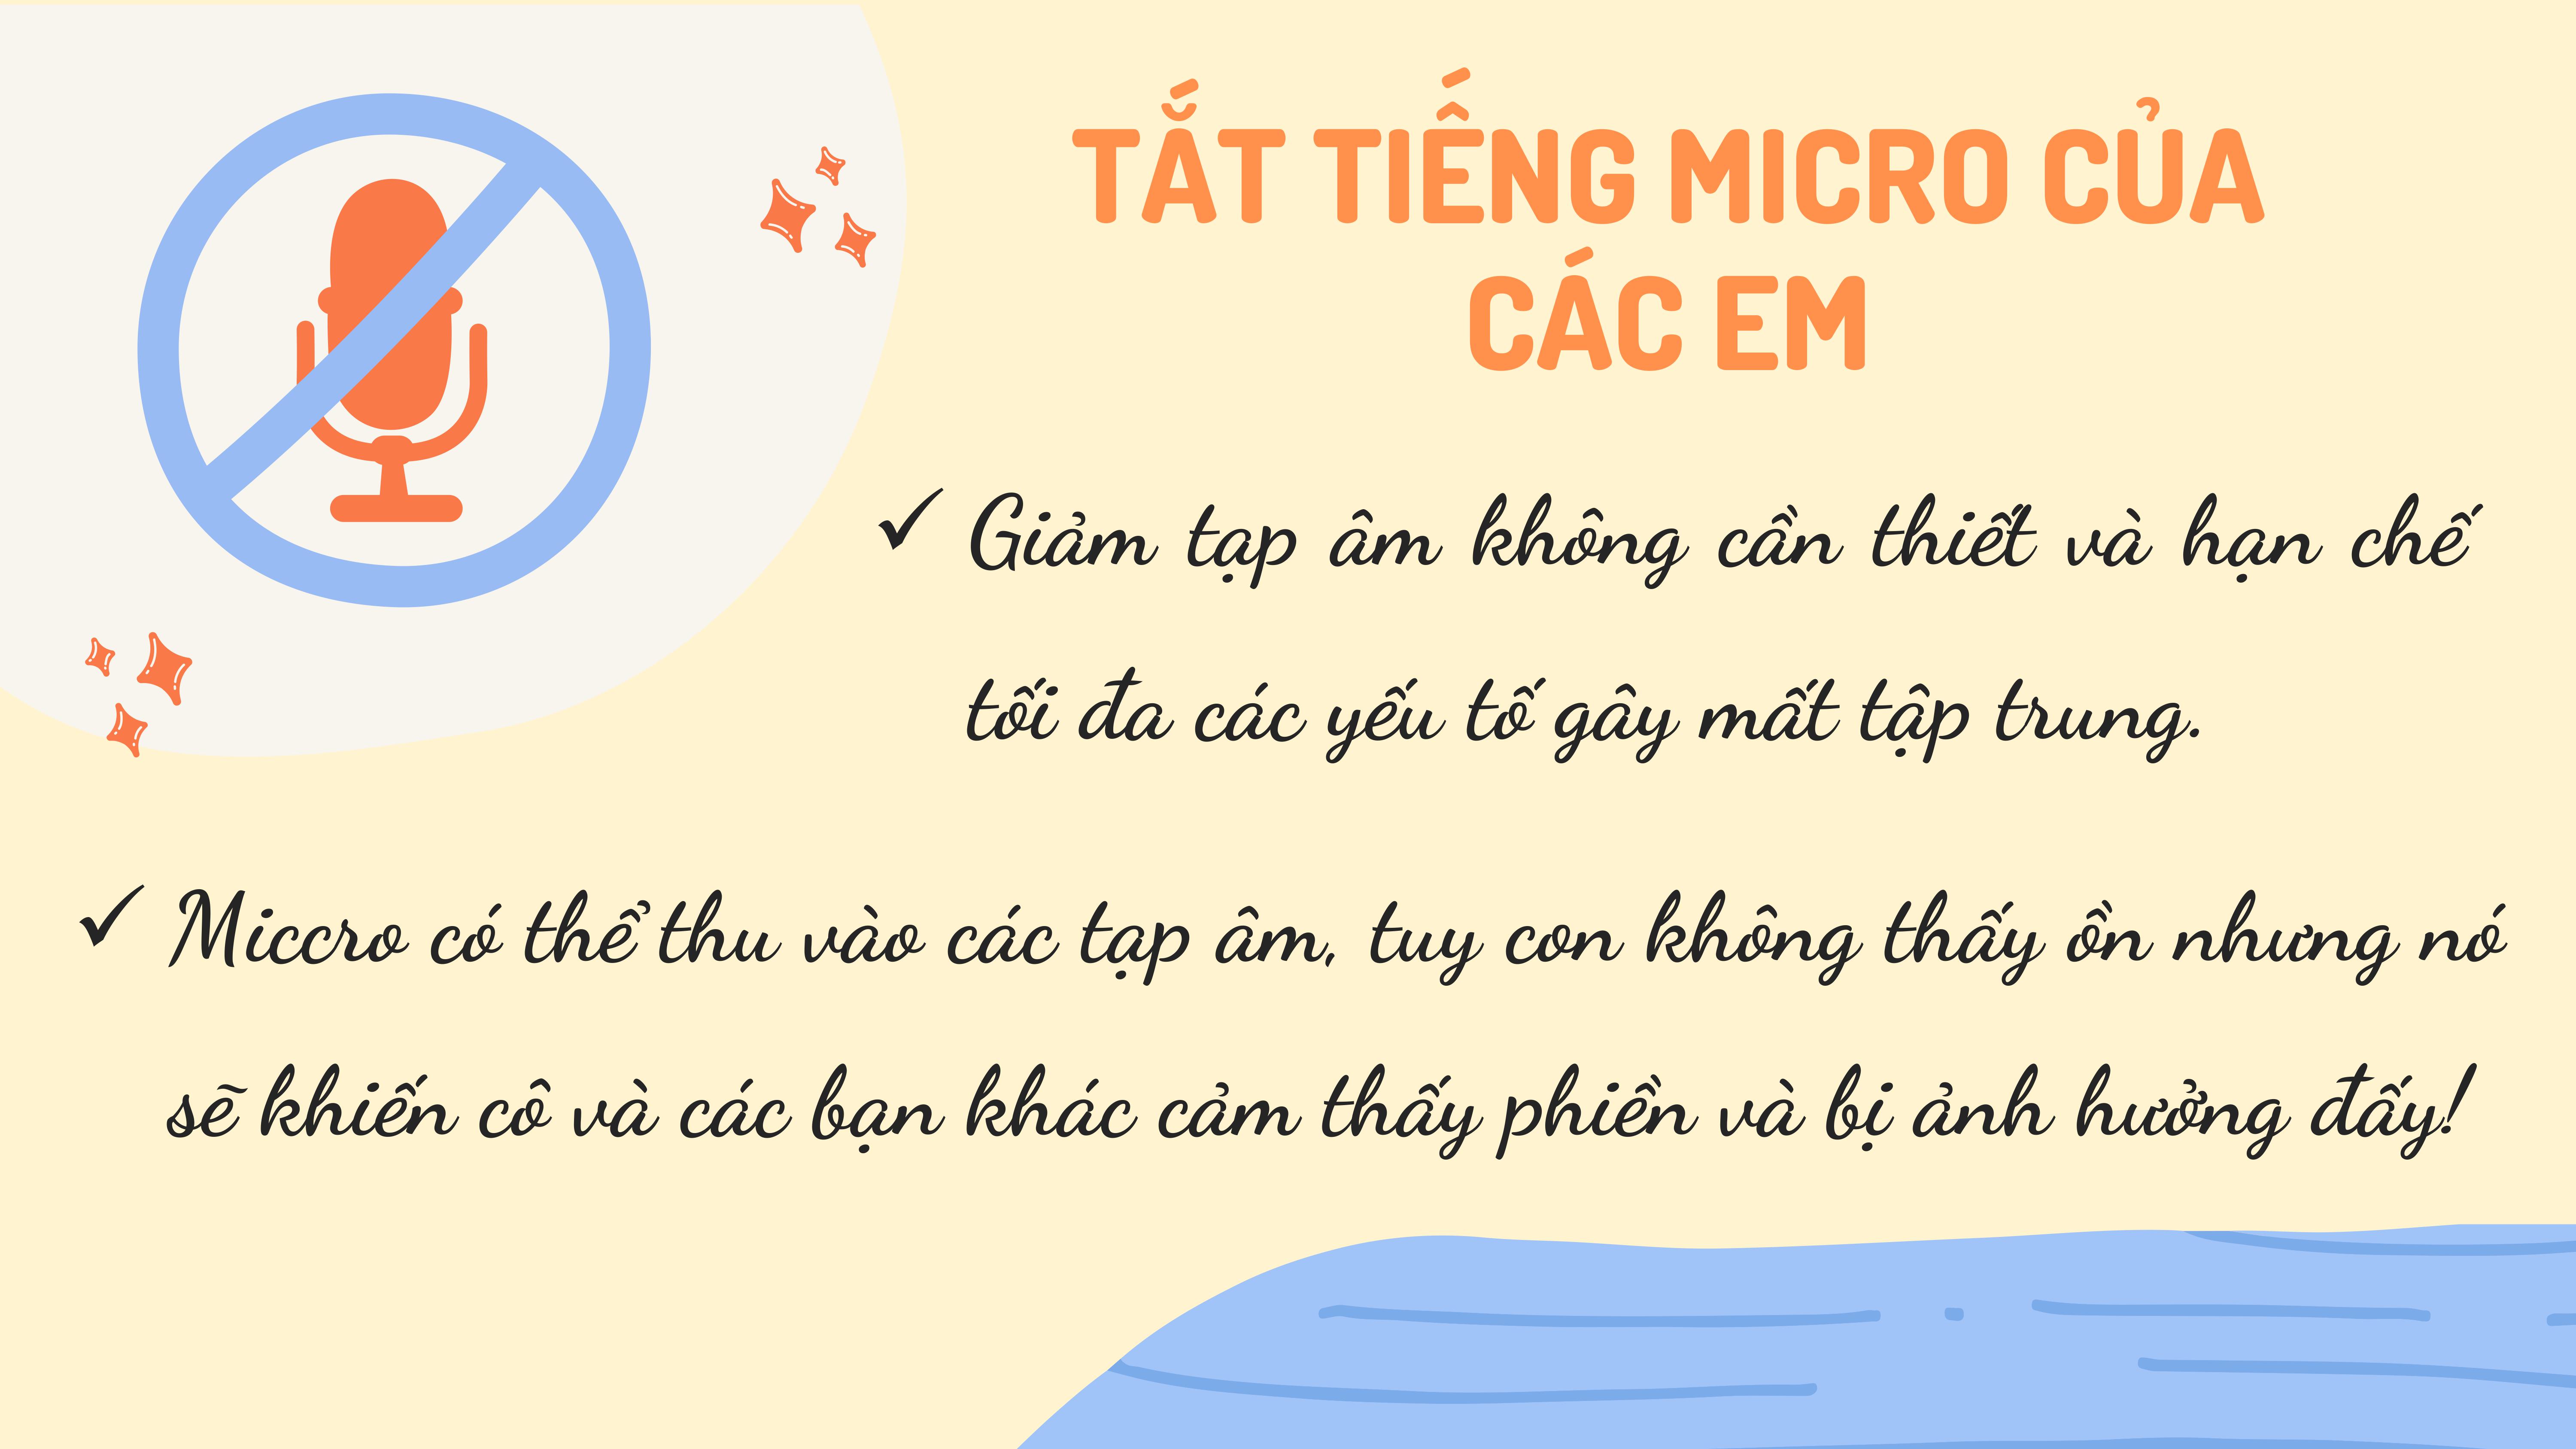 TẮT TIẾNG MICRO CỦA
CÁC EM
✓ Giảm tạp âm không cần thiết và hạn chế
tối đa các yếu tố gây mất tập trung.
✓ Miccro có thể thu vào các tạp âm, tuy con không thấy ồn nhưng nó
sẽ khiến cô và các bạn khác cảm thấy phiền và bị ảnh hưởng đấy!